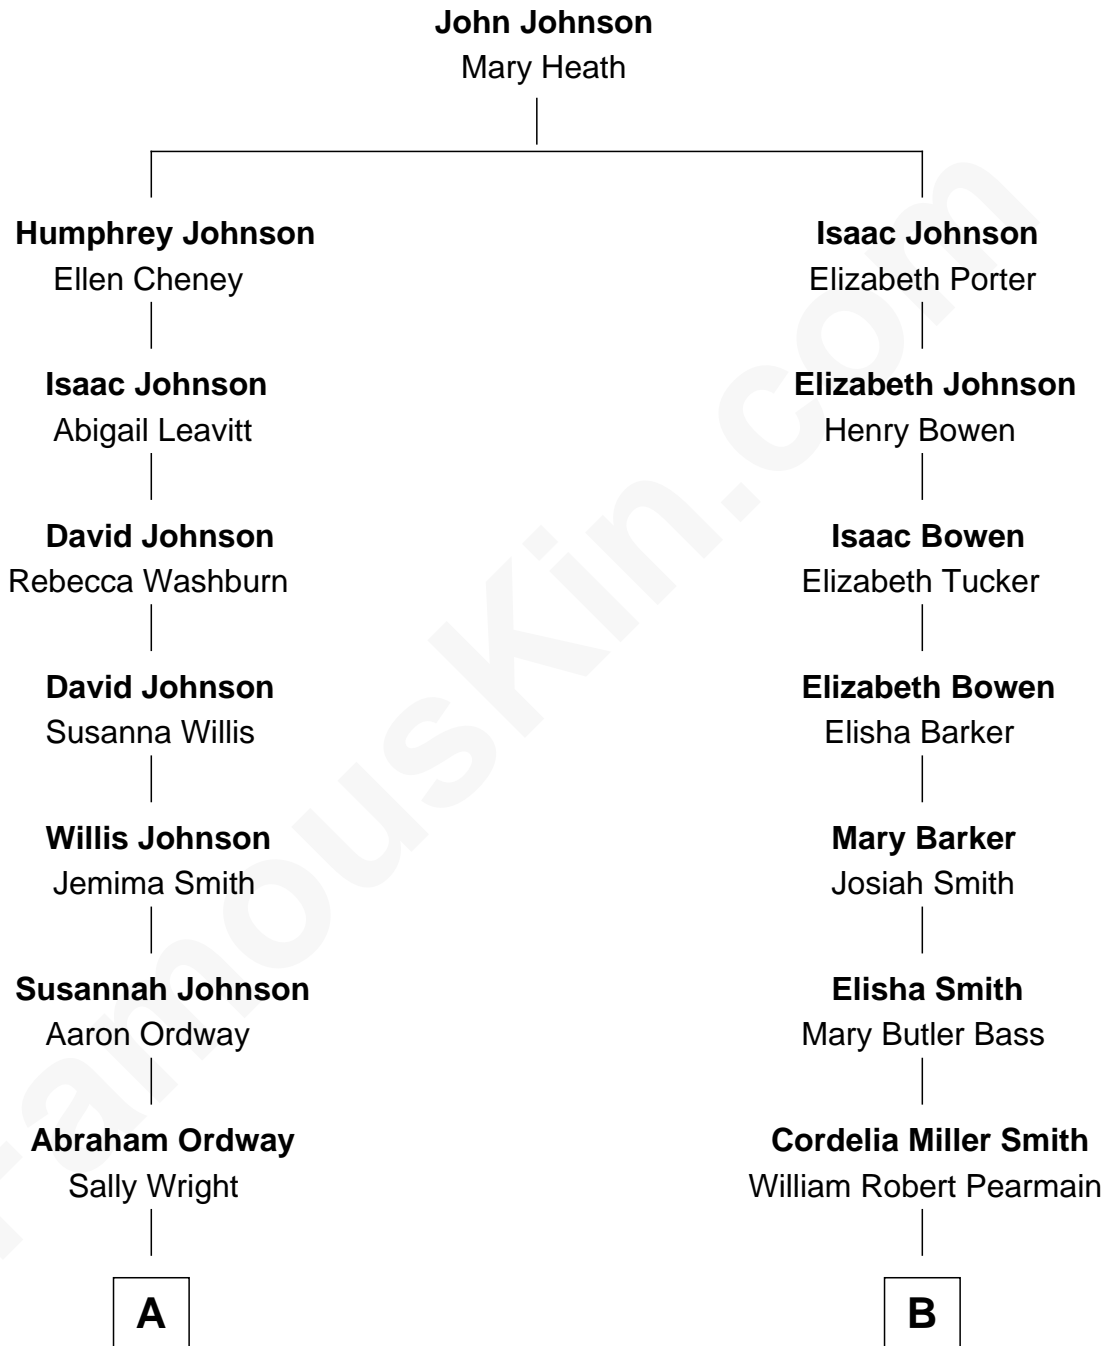 John Johnson
Mary Heath
Humphrey Johnson
Ellen Cheney
Isaac Johnson
Elizabeth Porter
Isaac Johnson
Abigail Leavitt
Elizabeth Johnson
Henry Bowen
David Johnson
Rebecca Washburn
Isaac Bowen
Elizabeth Tucker
David Johnson
Susanna Willis
Elizabeth Bowen
Elisha Barker
Willis Johnson
Jemima Smith
Mary Barker
Josiah Smith
Susannah Johnson
Aaron Ordway
Elisha Smith
Mary Butler Bass
Abraham Ordway
Sally Wright
Cordelia Miller Smith
William Robert Pearmain
A
B
FamousKin.com